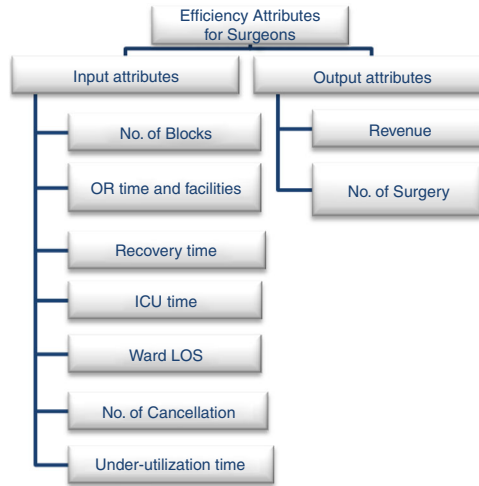 Efficiency Attributes
for Surgeons
Input attributes
Output attributes
No. of Blocks
Revenue
OR time and facilities
No. of Surgery
Recovery time
ICU time
Ward LOS
No. of Cancellation
Under-utilization time